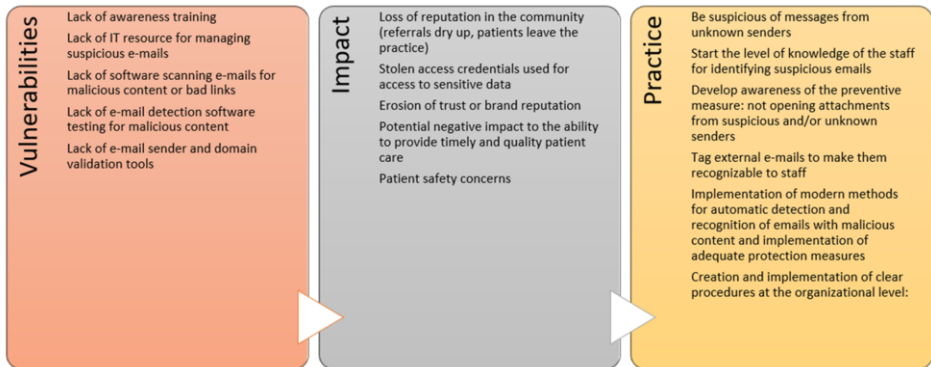 Vulnerabilities
Lack of awareness training
Lack of IT resource for managing
suspicious e-mails
Lack of software scanning e-mails for
malicious content or bad links
Lack of e-mail detection software
testing for malicious content
Lack of e-mail sender and domain
validation tools
Impact
Loss of reputation in the community
(referrals dry up, patients leave the
practice)
Stolen access credentials used for
access to sensitive data
Erosion of trust or brand reputation
Potential negative impact to the ability
to provide timely and quality patient
care
Patient safety concerns
Practice
Be suspicious of messages from
unknown senders
Start the level of knowledge of the staff
for identifying suspicious emails
Develop awareness of the preventive
measure: not opening attachments
from suspicious and/or unknown
senders
Tag external e-mails to make them
recognizable to staff
Implementation of modern methods
for automatic detection and
recognition of emails with malicious
content and implementation of
adequate protection measures
Creation and implementation of clear
procedures at the organizational level: